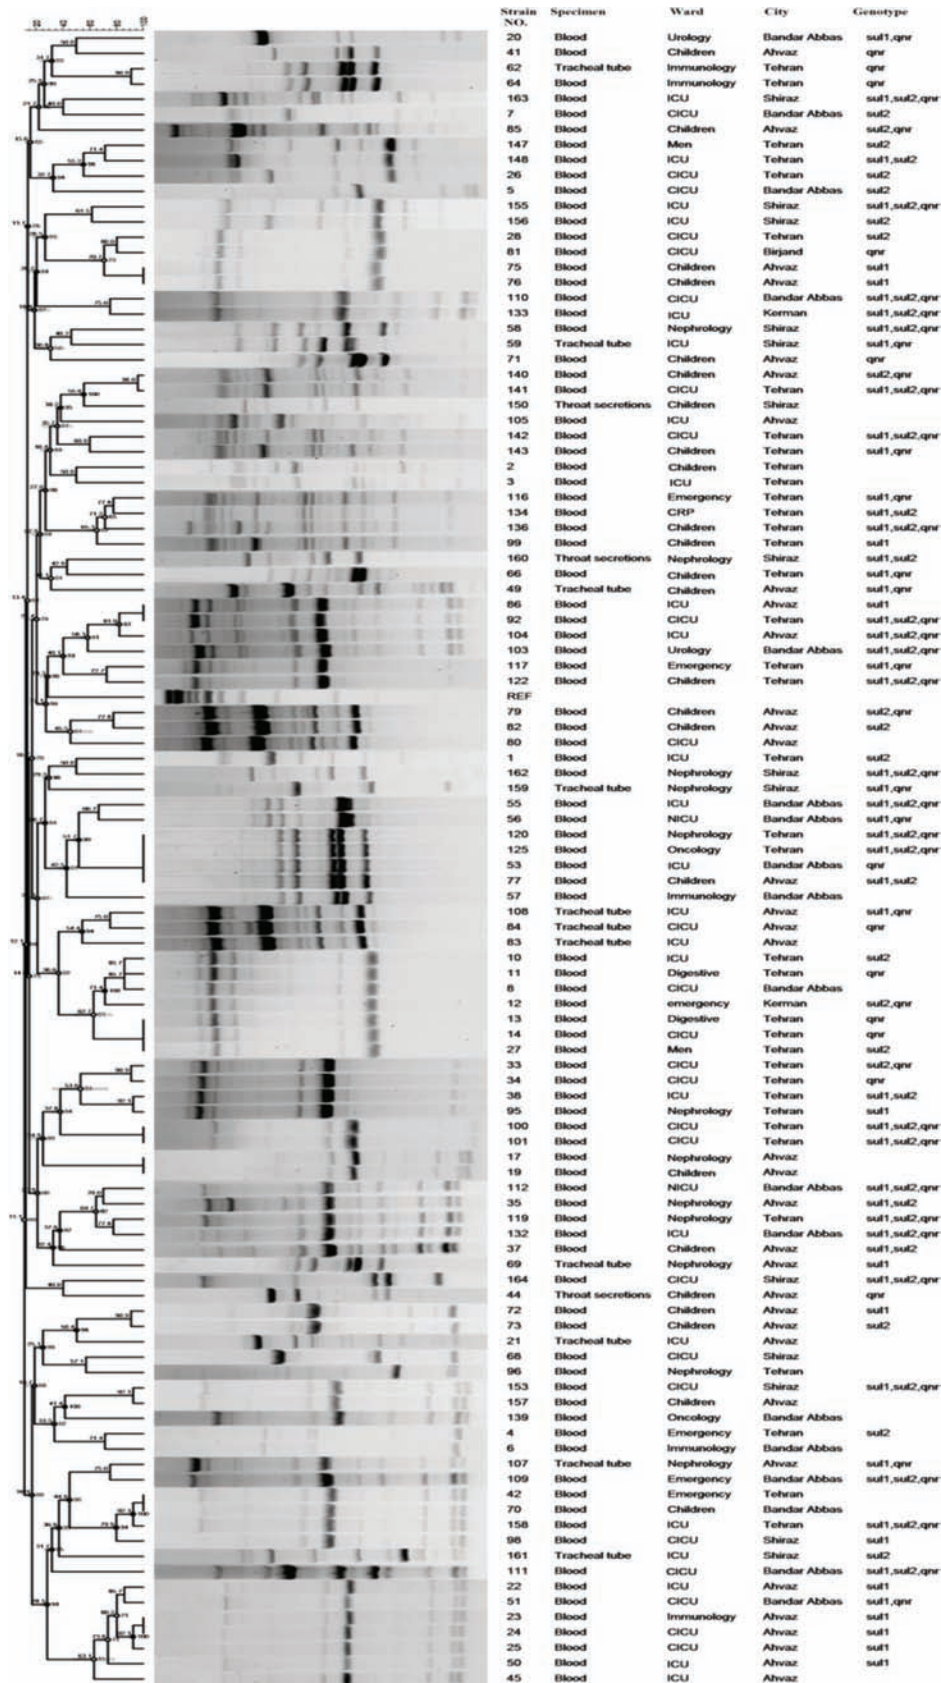 Strain NO. Specimen Ward City Genotype
20 Blood Urology Bandar Abbas sul1,qnr
41 Blood Children Ahvaz qnr
62 Tracheal tube Immunology Tehran qnr
64 Blood Immunology Tehran qnr
163 Blood ICU Shiraz sul1,sul2,qnr
7 Blood CICU Bandar Abbas sul2
85 Blood Children Ahvaz sul2,qnr
147 Blood Men Tehran sul2
148 Blood ICU Tehran sul1,sul2
26 Blood CICU Tehran sul2
5 Blood CICU Bandar Abbas sul2
155 Blood ICU Shiraz sul1,sul2,qnr
156 Blood ICU Shiraz sul2
28 Blood CICU Tehran sul2
81 Blood CICU Birjand qnr
75 Blood Children Ahvaz sul1
76 Blood Children Ahvaz sul1
110 Blood CICU Bandar Abbas sul1,sul2,qnr
133 Blood ICU Kerman sul1,sul2,qnr
58 Blood Nephrology Shiraz sul1,sul2,qnr
59 Tracheal tube ICU Shiraz sul1,qnr
71 Blood Children Ahvaz qnr
140 Blood Children Ahvaz sul2,qnr
141 Blood CICU Tehran sul1,sul2,qnr
150 Throat secretions Children Shiraz
105 Blood ICU Ahvaz
142 Blood CICU Tehran sul1,sul2,qnr
143 Blood Children Tehran sul1,qnr
2 Blood Children Tehran
3 Blood ICU Tehran
116 Blood Emergency Tehran sul1,qnr
134 Blood CRP Tehran sul1,sul2
136 Blood Children Tehran sul1,sul2,qnr
99 Blood Children Tehran sul1
160 Throat secretions Nephrology Shiraz sul1,sul2
66 Blood Children Tehran sul1,qnr
49 Tracheal tube Children Ahvaz sul1,qnr
86 Blood ICU Ahvaz sul1
92 Blood CICU Tehran sul1,sul2,qnr
104 Blood ICU Ahvaz sul1,sul2,qnr
103 Blood Urology Bandar Abbas sul1,sul2,qnr
117 Blood Emergency Tehran sul1,qnr
122 Blood Children Tehran sul1,sul2,qnr
REF
79 Blood Children Ahvaz sul2,qnr
82 Blood Children Ahvaz sul2
80 Blood CICU Ahvaz
1 Blood ICU Tehran sul2
162 Blood Nephrology Shiraz sul1,sul2,qnr
159 Tracheal tube Nephrology Shiraz sul1,qnr
55 Blood ICU Bandar Abbas sul1,sul2,qnr
56 Blood NICU Bandar Abbas sul1,qnr
120 Blood Nephrology Tehran sul1,sul2,qnr
125 Blood Oncology Tehran sul1,sul2,qnr
53 Blood ICU Bandar Abbas qnr
77 Blood Children Ahvaz sul1,sul2
57 Blood Immunology Bandar Abbas
108 Tracheal tube ICU Ahvaz sul1,qnr
84 Tracheal tube CICU Ahvaz qnr
83 Tracheal tube ICU Ahvaz
10 Blood ICU Tehran sul2
11 Blood Digestive Tehran qnr
8 Blood CICU Bandar Abbas
12 Blood emergency Kerman sul2,qnr
13 Blood Digestive Tehran qnr
14 Blood CICU Tehran qnr
27 Blood Men Tehran sul2
33 Blood CICU Tehran sul2,qnr
34 Blood CICU Tehran qnr
38 Blood ICU Tehran sul1,sul2
95 Blood Nephrology Tehran sul1
100 Blood CICU Tehran sul1,sul2,qnr
101 Blood CICU Tehran sul1,sul2,qnr
17 Blood Nephrology Ahvaz
19 Blood Children Ahvaz
112 Blood NICU Bandar Abbas sul1,sul2,qnr
35 Blood Nephrology Ahvaz sul1,sul2
119 Blood Nephrology Tehran sul1,sul2,qnr
132 Blood ICU Bandar Abbas sul1,sul2,qnr
37 Blood Children Ahvaz sul1,sul2
69 Tracheal tube Nephrology Ahvaz sul1
164 Blood CICU Shiraz sul1,sul2,qnr
44 Throat secretions Children Ahvaz qnr
72 Blood Children Ahvaz sul1
73 Blood Children Ahvaz sul2
21 Tracheal tube ICU Ahvaz
68 Blood CICU Shiraz
96 Blood Nephrology Tehran
153 Blood CICU Shiraz sul1,sul2,qnr
157 Blood Children Ahvaz
139 Blood Oncology Bandar Abbas
4 Blood Emergency Tehran sul2
6 Blood Immunology Bandar Abbas
107 Tracheal tube Nephrology Ahvaz sul1,qnr
109 Blood Emergency Bandar Abbas sul1,sul2,qnr
42 Blood Emergency Tehran
70 Blood Children Bandar Abbas
158 Blood ICU Tehran sul1,sul2,qnr
98 Blood CICU Shiraz sul1
161 Tracheal tube ICU Shiraz sul2
111 Blood CICU Bandar Abbas sul1,sul2,qnr
22 Blood ICU Ahvaz sul1
51 Blood CICU Bandar Abbas sul1,qnr
23 Blood Immunology Ahvaz sul1
24 Blood CICU Ahvaz sul1
25 Blood CICU Ahvaz sul1
50 Blood ICU Ahvaz sul1
45 Blood ICU Ahvaz